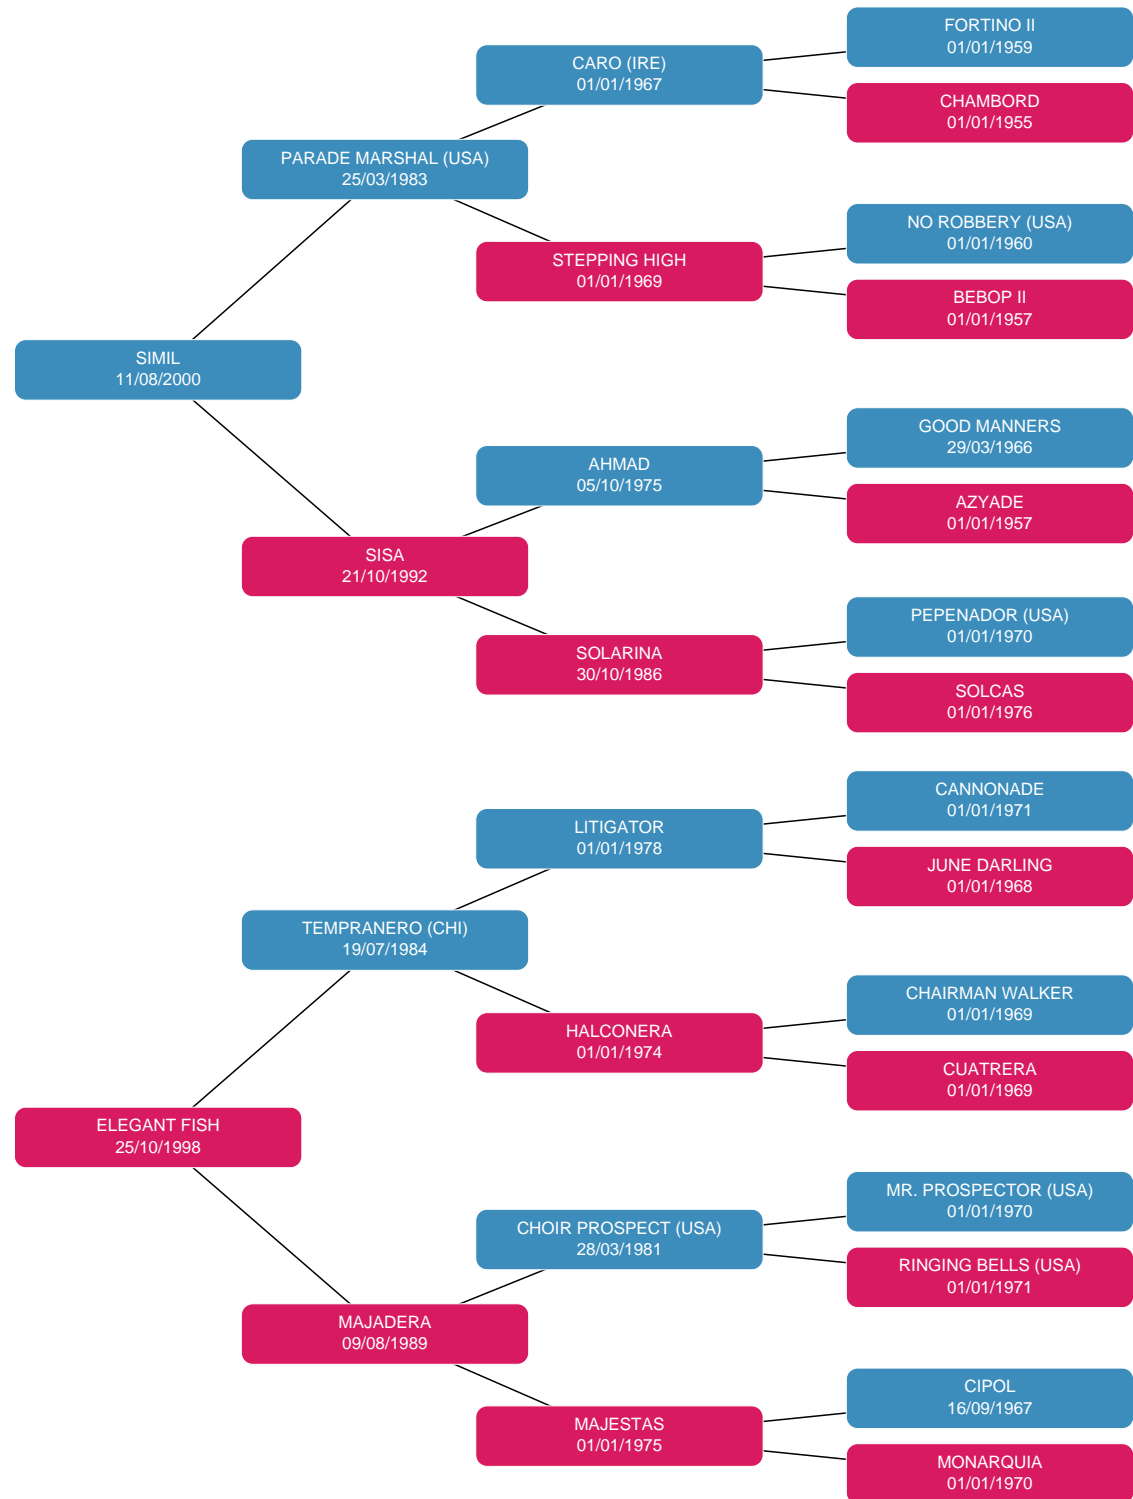 FORTINO II
01/01/1959
CARO (IRE)
01/01/1967
CHAMBORD
01/01/1955
PARADE MARSHAL (USA)
25/03/1983
NO ROBBERY (USA)
01/01/1960
STEPPING HIGH
01/01/1969
BEBOP II
01/01/1957
SIMIL
11/08/2000
GOOD MANNERS
29/03/1966
AHMAD
05/10/1975
AZYADE
01/01/1957
SISA
21/10/1992
PEPENADOR (USA)
01/01/1970
SOLARINA
30/10/1986
SOLCAS
01/01/1976
CANNONADE
01/01/1971
LITIGATOR
01/01/1978
JUNE DARLING
01/01/1968
TEMPRANERO (CHI)
19/07/1984
CHAIRMAN WALKER
01/01/1969
HALCONERA
01/01/1974
CUATRERA
01/01/1969
ELEGANT FISH
25/10/1998
MR. PROSPECTOR (USA)
01/01/1970
CHOIR PROSPECT (USA)
28/03/1981
RINGING BELLS (USA)
01/01/1971
MAJADERA
09/08/1989
CIPOL
16/09/1967
MAJESTAS
01/01/1975
MONARQUIA
01/01/1970